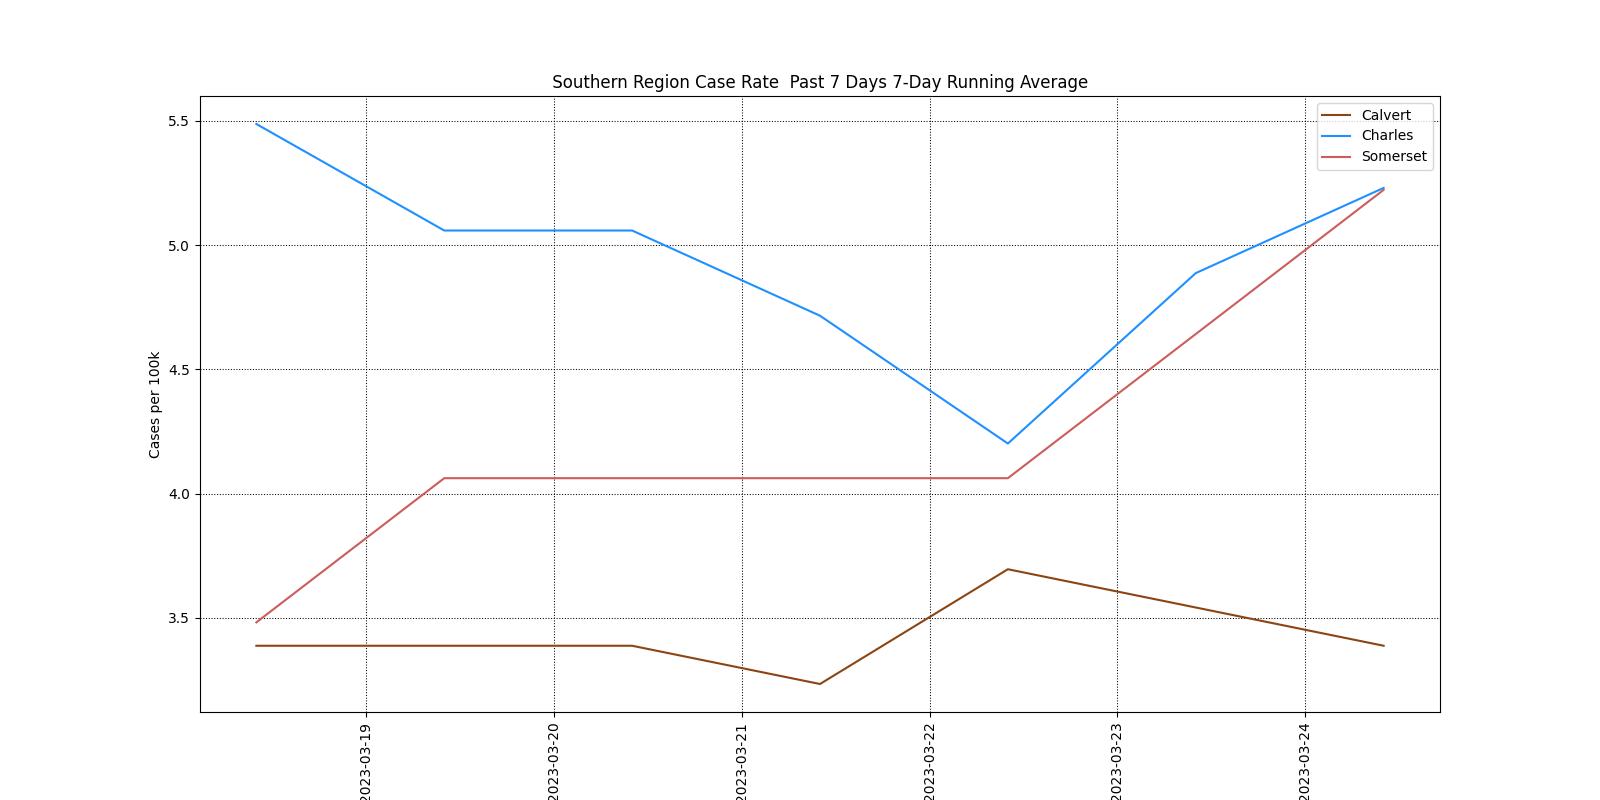 Southern Region Case Rate  Past 7 Days 7-Day Running Average
Calvert
Charles
Somerset
Cases per 100k
5.5
5.0
4.5
4.0
3.5
2023-03-19
2023-03-20
2023-03-21
2023-03-22
2023-03-23
2023-03-24